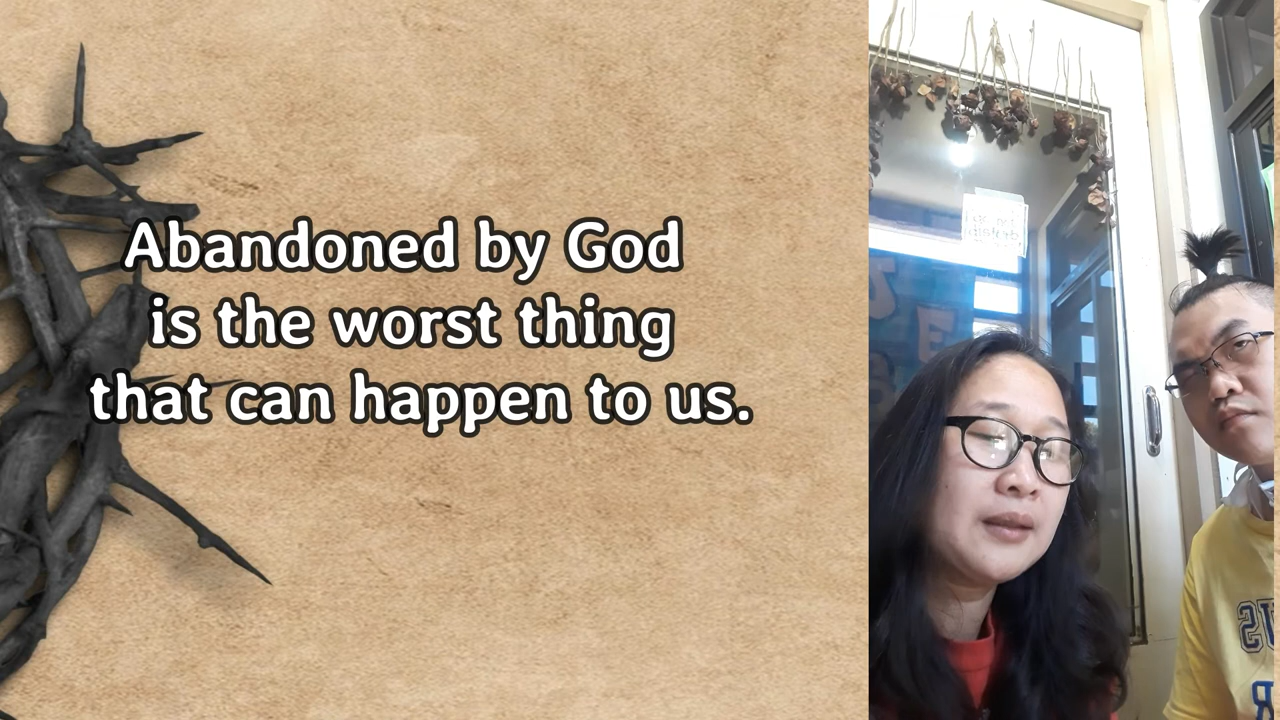 Abandoned by God
is the worst thing
that can happen to us.